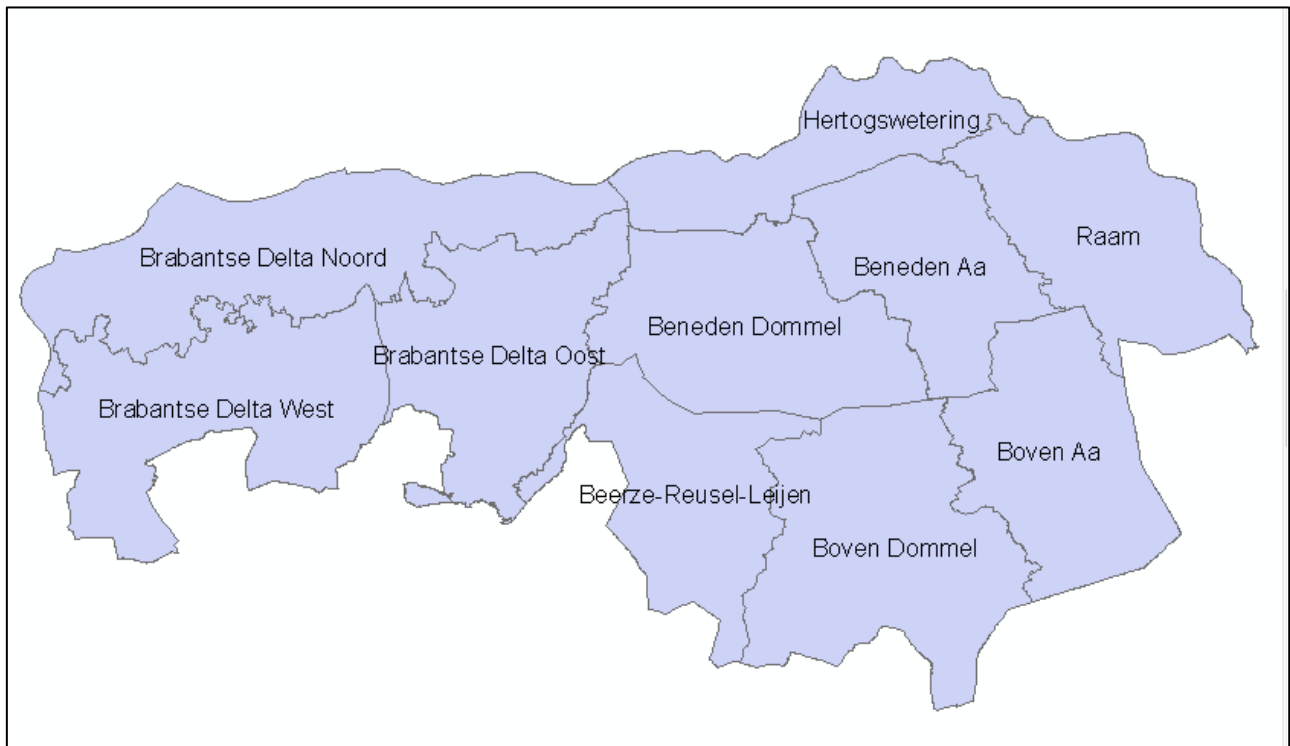 Hertogswetering
Raam
Brabantse Delta Noord
Beneden Aa
Beneden Dommel
Brabantse Delta Oost
Brabantse Delta West
Boven Aa
Beerze-Reusel-Leijen
Boven Dommel